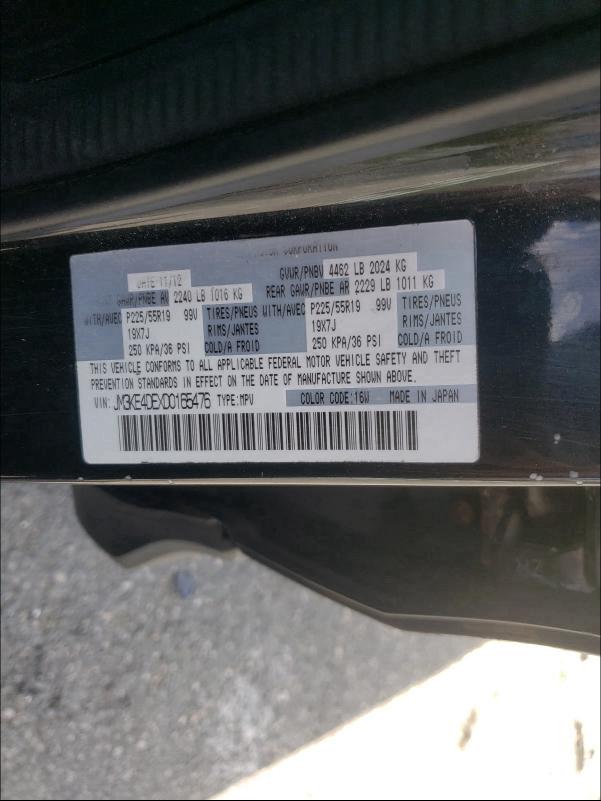 MOTOR CORPORATION
DATE 11/12 GVWR/PNBV 4462 LB 2024 KG
GAWR/PNBE AV 2240 LB 1016 KG REAR GAWR/PNBE AR 2229 LB 1011 KG
WITH/AVEC P225/55R19 99V TIRES/PNEUS WITH/AVEC P225/55R19 99V TIRES/PNEUS
19X7J RIMS/JANTES 19X7J RIMS/JANTES
250 KPA/36 PSI COLD/A FROID 250 KPA/36 PSI COLD/A FROID
THIS VEHICLE CONFORMS TO ALL APPLICABLE FEDERAL MOTOR VEHICLE SAFETY AND THEFT
PREVENTION STANDARDS IN EFFECT ON THE DATE OF MANUFACTURE SHOWN ABOVE.
VIN: JM3KE4DEXD0165476 TYPE:MPV COLOR CODE:16W MADE IN JAPAN